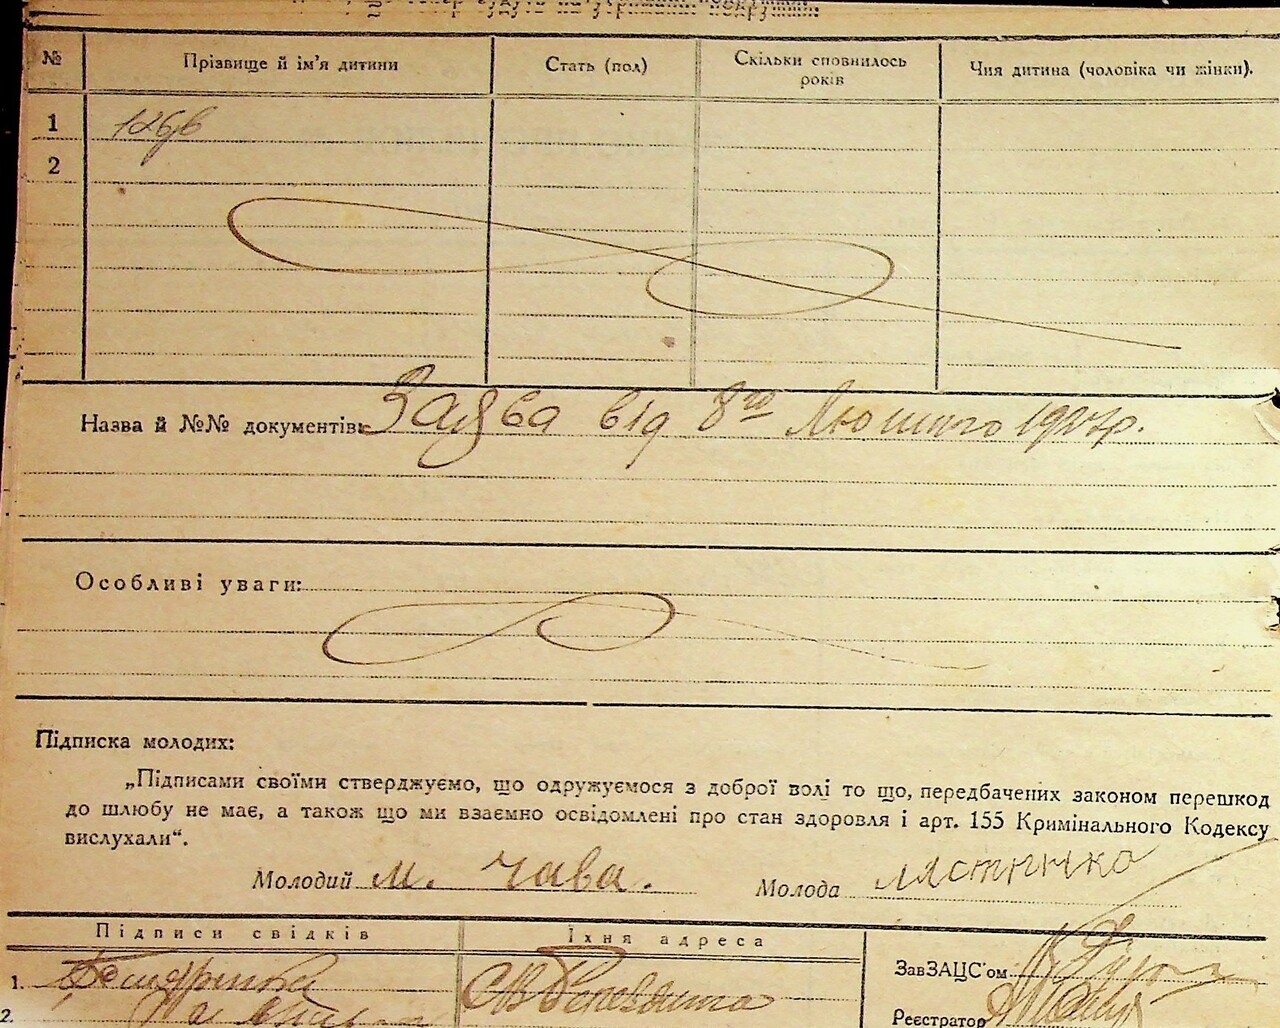 № Прізвище й ім'я дитини Стать (пол) Скільки сповнилось років Чия дитина (чоловіка чи жінки).
1
2
Назва й №№ документів: Заява від 8го Лютого 1927р.
Особливі уваги:
Підписка молодих:
„Підписами своїми стверджуємо, що одружуємося з доброї волі то що, передбачених законом перешкод
до шлюбу не має, а також що ми взаємно освідомлені про стан здоровля і арт. 155 Кримінального Кодексу
вислухали“.
Молодий м. Чава. Молода
Підписи свідків Їхня адреса
1. ЗавЗАЦС'ом
2. Реєстратор